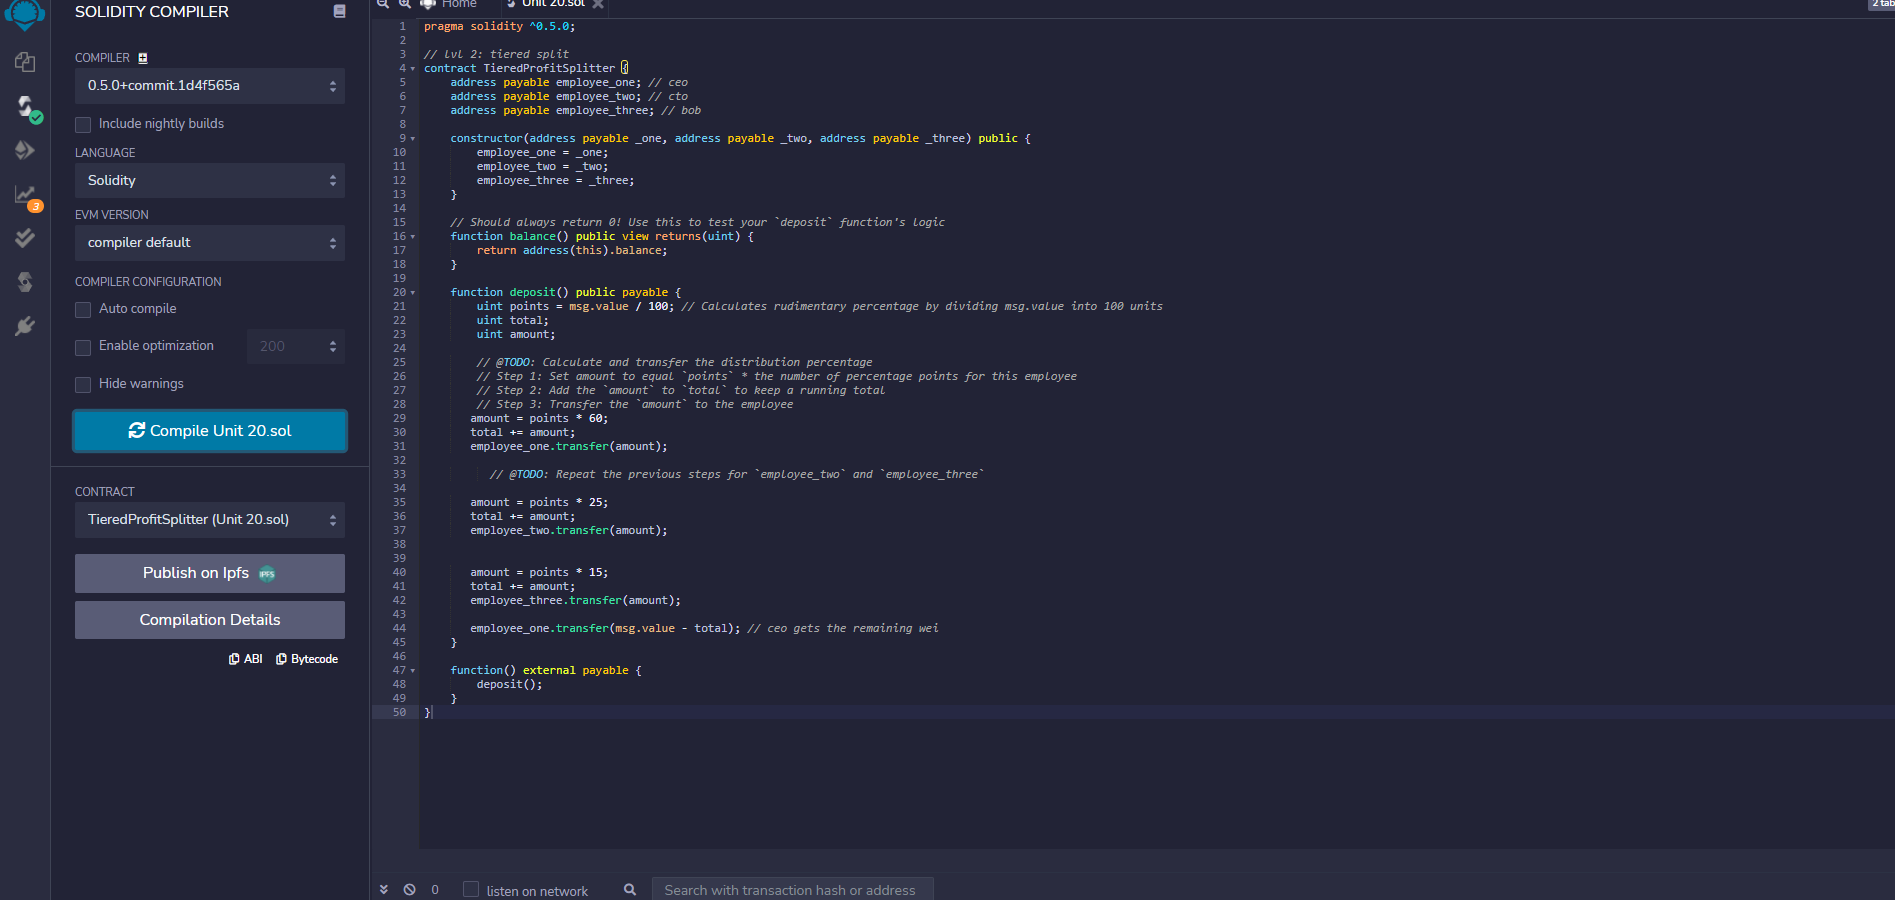 SOLIDITY COMPILER
COMPILER
0.5.0+commit.1d4f565a
Include nightly builds
LANGUAGE
Solidity
EVM VERSION
compiler default
COMPILER CONFIGURATION
Auto compile
Enable optimization
200
Hide warnings
Compile Unit 20.sol
CONTRACT
TieredProfitSplitter (Unit 20.sol)
Publish on Ipfs
IPFS
Compilation Details
ABI
Bytecode
3
Home
Unit 20.sol
2 tab
1 pragma solidity ^0.5.0;
2
3 // lvl 2: tiered split
4 contract TieredProfitSplitter {
5 address payable employee_one; // ceo
6 address payable employee_two; // cto
7 address payable employee_three; // bob
8
9 constructor(address payable _one, address payable _two, address payable _three) public {
10 employee_one = _one;
11 employee_two = _two;
12 employee_three = _three;
13 }
14
15 // Should always return 0! Use this to test your `deposit` function's logic
16 function balance() public view returns(uint) {
17 return address(this).balance;
18 }
19
20 function deposit() public payable {
21 uint points = msg.value / 100; // Calculates rudimentary percentage by dividing msg.value into 100 units
22 uint total;
23 uint amount;
24
25 // @TODO: Calculate and transfer the distribution percentage
26 // Step 1: Set amount to equal `points` * the number of percentage points for this employee
27 // Step 2: Add the `amount` to `total` to keep a running total
28 // Step 3: Transfer the `amount` to the employee
29 amount = points * 60;
30 total += amount;
31 employee_one.transfer(amount);
32
33 // @TODO: Repeat the previous steps for `employee_two` and `employee_three`
34
35 amount = points * 25;
36 total += amount;
37 employee_two.transfer(amount);
38
39
40 amount = points * 15;
41 total += amount;
42 employee_three.transfer(amount);
43
44 employee_one.transfer(msg.value - total); // ceo gets the remaining wei
45 }
46
47 function() external payable {
48 deposit();
49 }
50 }
0
listen on network
Search with transaction hash or address